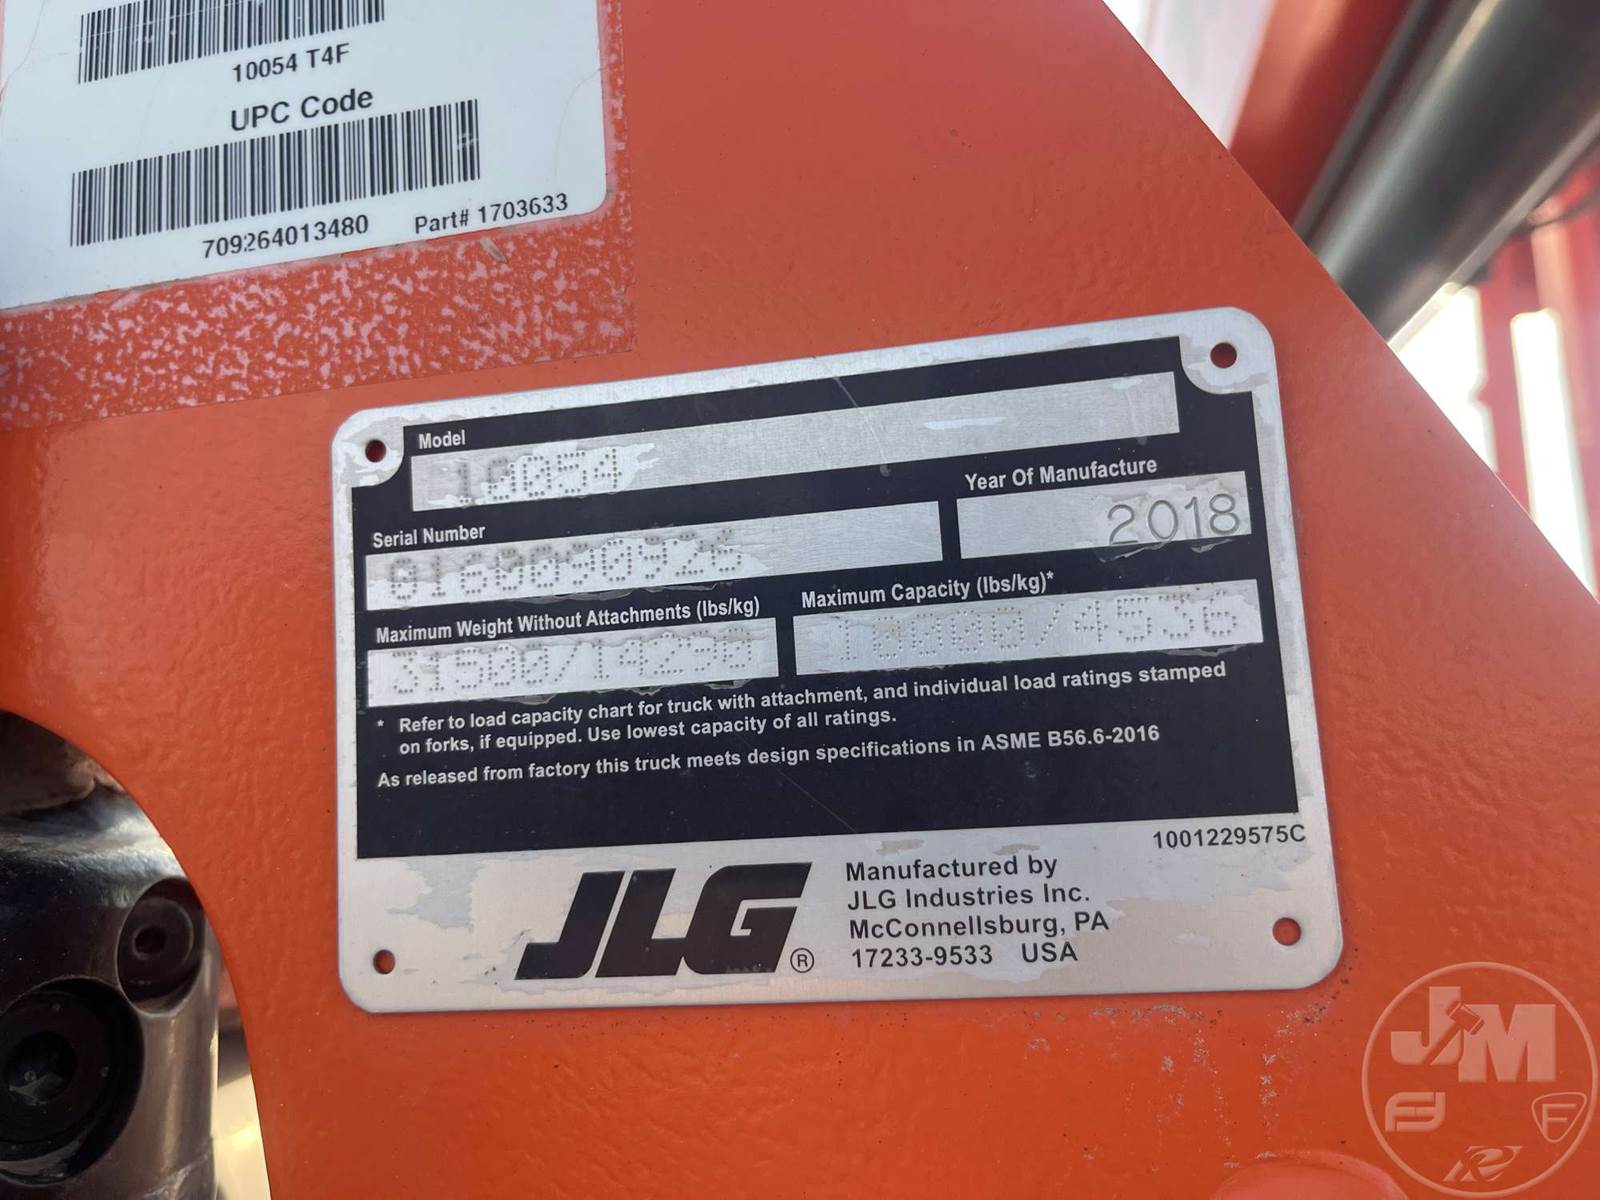 10054 T4F
UPC Code
709264013480
Part# 1703633
Model
10054
Serial Number
0160090926
Year Of Manufacture
2018
Maximum Weight Without Attachments (lbs/kg)
31500/14290
Maximum Capacity (lbs/kg)*
10000/4536
* Refer to load capacity chart for truck with attachment, and individual load ratings stamped
on forks, if equipped. Use lowest capacity of all ratings.
As released from factory this truck meets design specifications in ASME B56.6-2016
1001229575C
JLG ®
Manufactured by
JLG Industries Inc.
McConnellsburg, PA
17233-9533 USA
JM